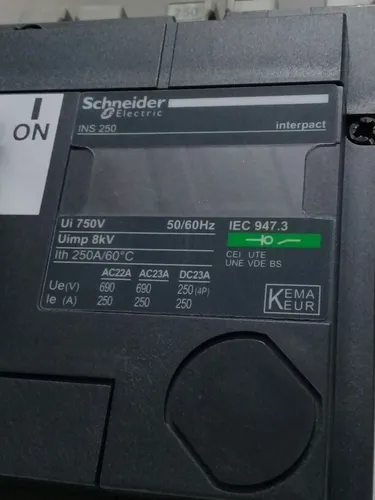 ON
Schneider
Electric
INS 250
interpact
Ui 750V 50/60Hz
Uimp 8kV
Ith 250A/60°C
IEC 947.3
CEI UTE
UNE VDE BS
AC22A AC23A DC23A
Ue(V) 690 690 250 (4P)
Ie (A) 250 250 250
KEMA
KEUR